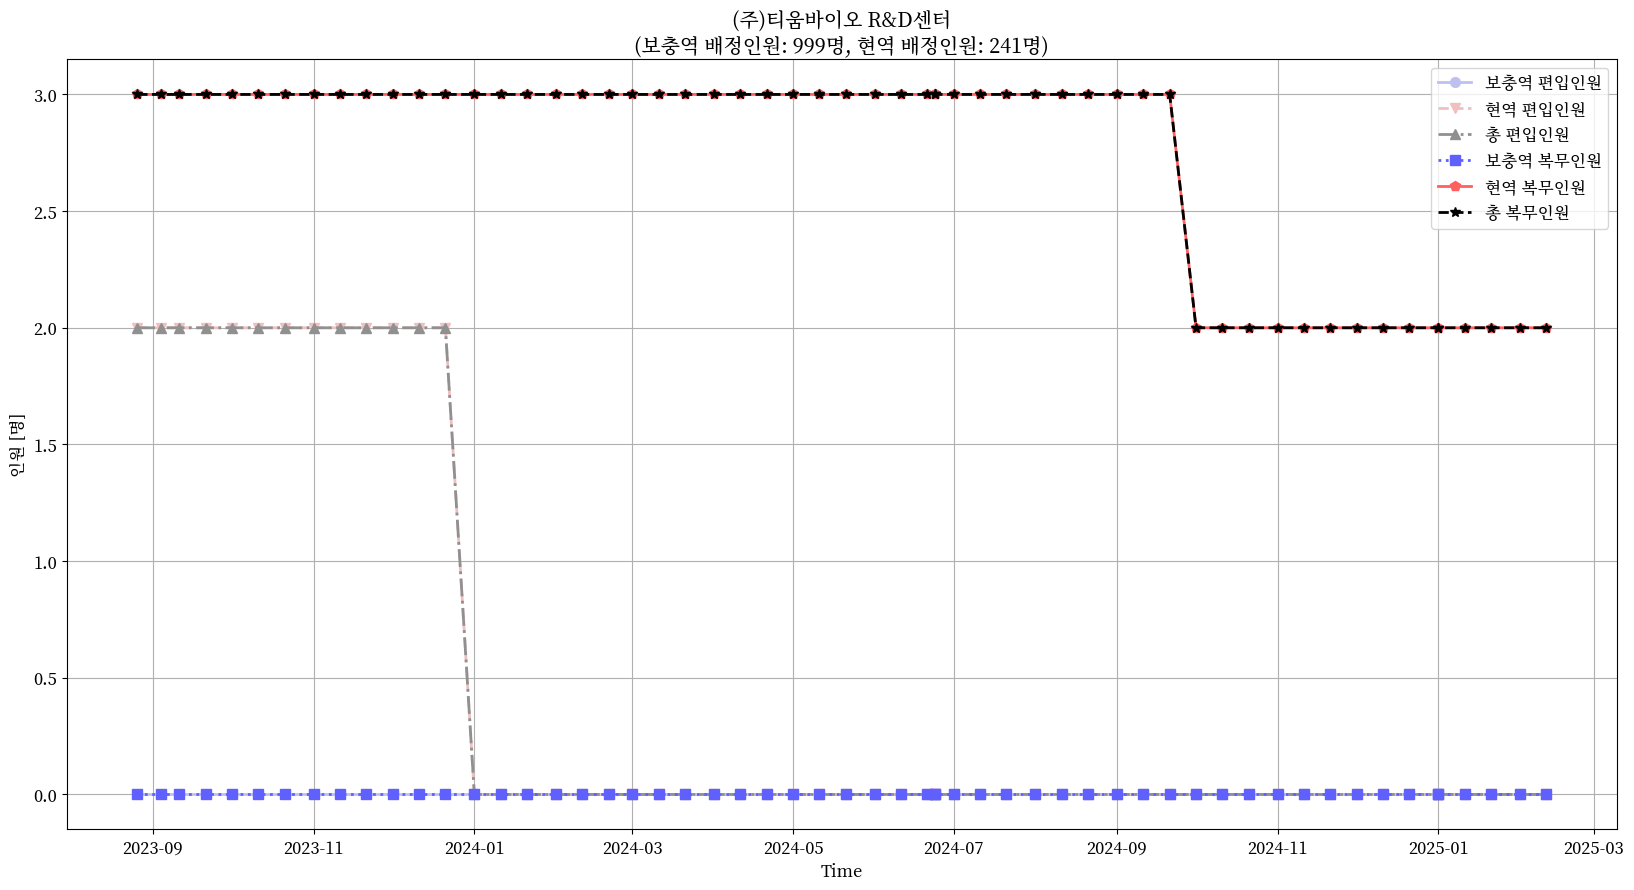 (주)티움바이오 R&D센터
(보충역 배정인원: 999명, 현역 배정인원: 241명)
보충역 편입인원
현역 편입인원
총 편입인원
보충역 복무인원
현역 복무인원
총 복무인원
인원 [명]
3.0
2.5
2.0
1.5
1.0
0.5
0.0
2023-09
2023-11
2024-01
2024-03
2024-05
2024-07
2024-09
2024-11
2025-01
2025-03
Time